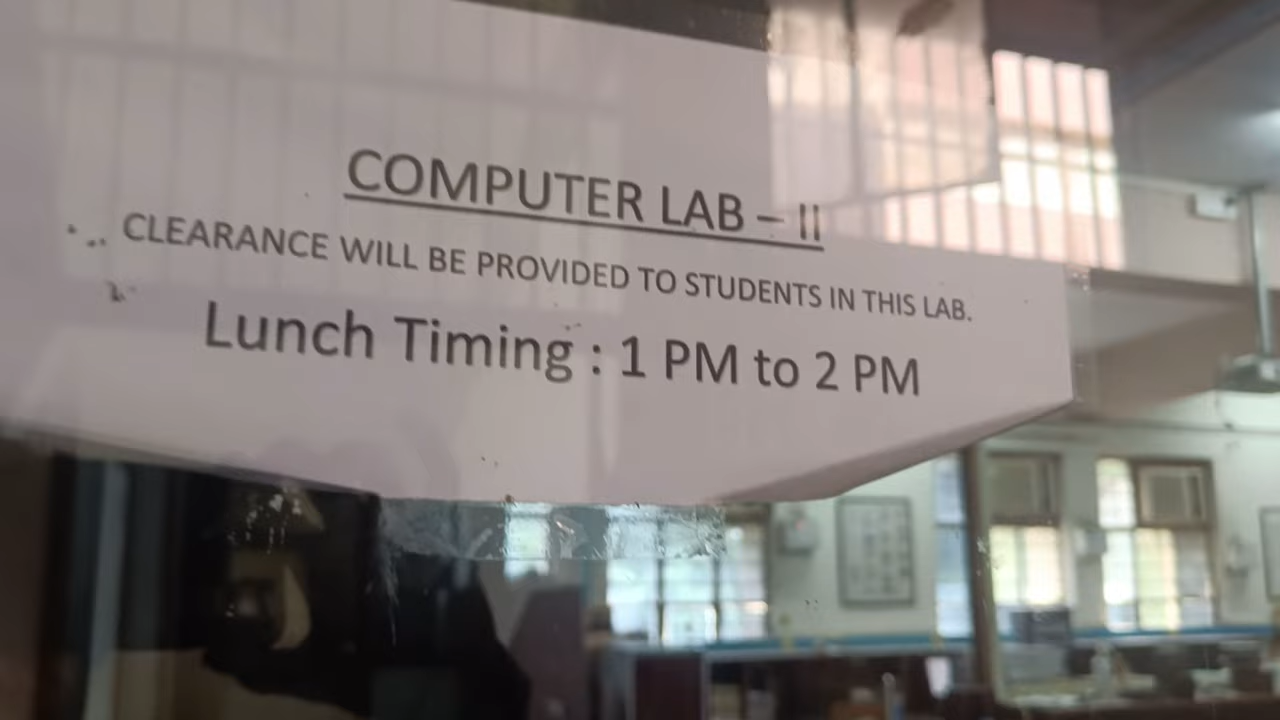 COMPUTER LAB – II
CLEARANCE WILL BE PROVIDED TO STUDENTS IN THIS LAB.
Lunch Timing : 1 PM to 2 PM